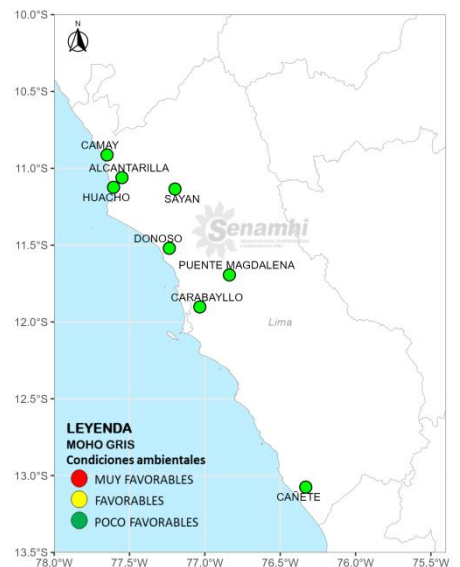 10.0°S
N
10.5°S
CAMAY
11.0°S
ALCANTARILLA
HUACHO
SAYAN
Senamhi
11.5°S
DONOSO
PUENTE MAGDALENA
CARABAYLLO
12.0°S
Lima
12.5°S
LEYENDA
MOHO GRIS
Condiciones ambientales
13.0°S
MUY FAVORABLES
CAÑETE
FAVORABLES
POCO FAVORABLES
13.5°S
78.0°W 77.5°W 77.0°W 76.5°W 76.0°W 75.5°W